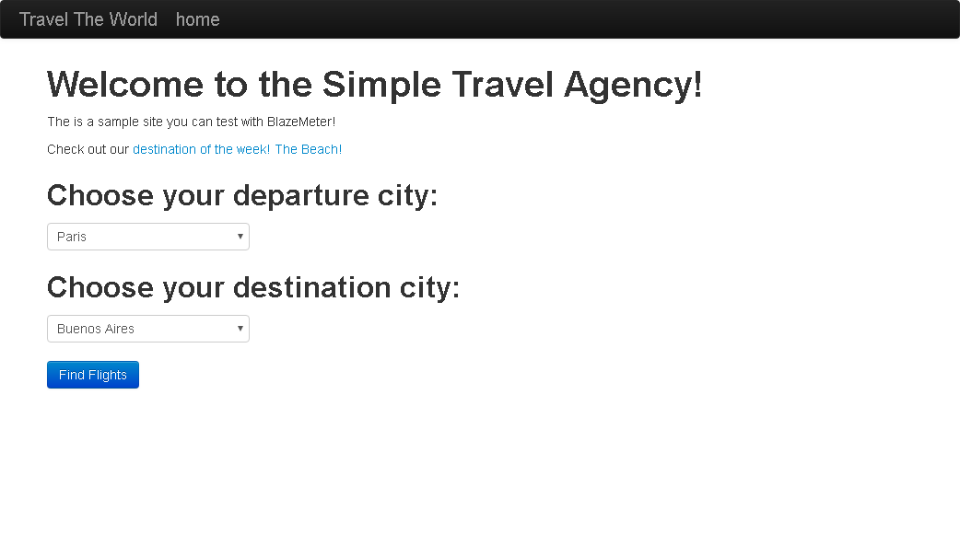 Travel The World home
Welcome to the Simple Travel Agency!
The is a sample site you can test with BlazeMeter!
Check out our destination of the week! The Beach!
Choose your departure city:
Paris
Choose your destination city:
Buenos Aires
Find Flights